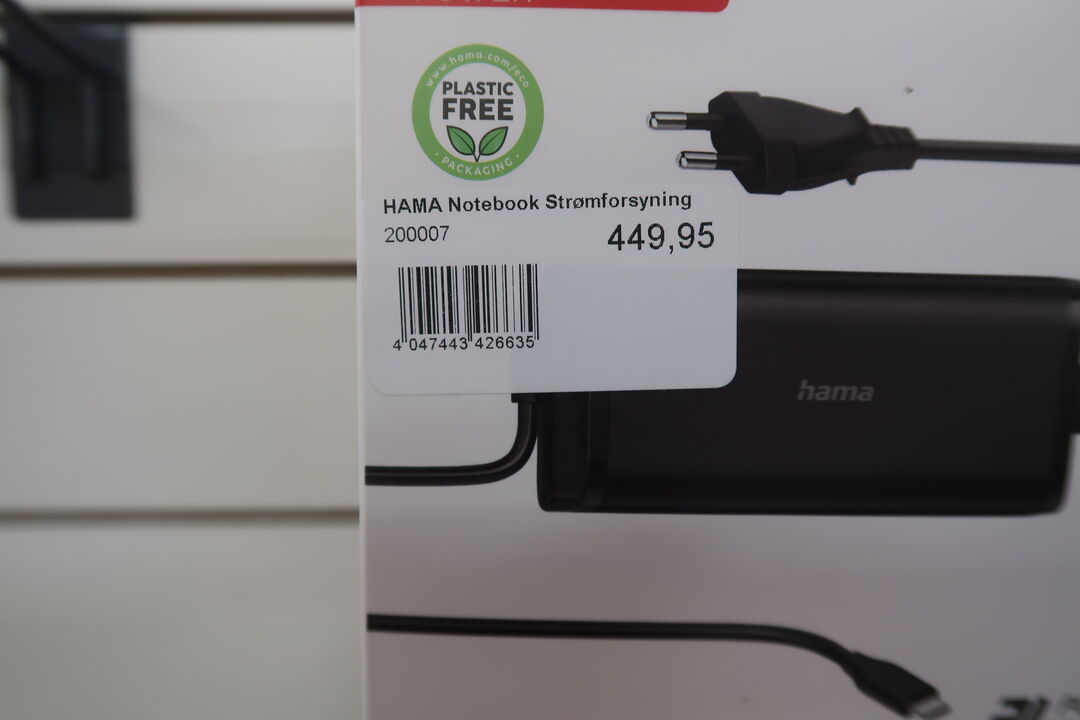 www.hama.com/eco
PLASTIC
FREE
· PACKAGING ·
HAMA Notebook Strømforsyning
200007
449,95
4 047443 426635
hama